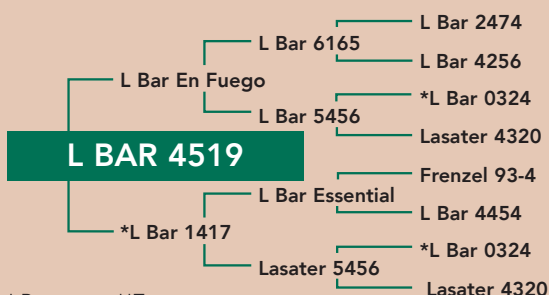 L Bar 2474
L Bar 6165
L Bar 4256
L Bar En Fuego
*L Bar 0324
L Bar 5456
Lasater 4320
L BAR 4519
Frenzel 93-4
L Bar Essential
L Bar 4454
*L Bar 1417
*L Bar 0324
Lasater 5456
Lasater 4320